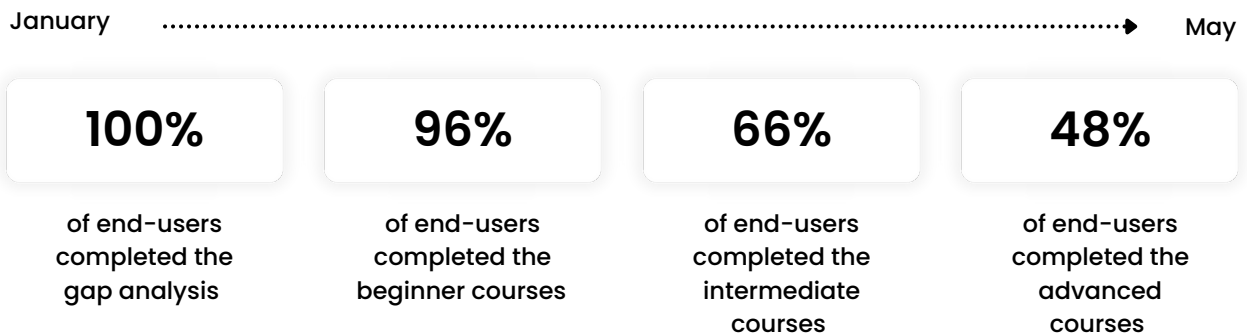 January
May
100%
of end-users
completed the
gap analysis
96%
of end-users
completed the
beginner courses
66%
of end-users
completed the
intermediate
courses
48%
of end-users
completed the
advanced
courses